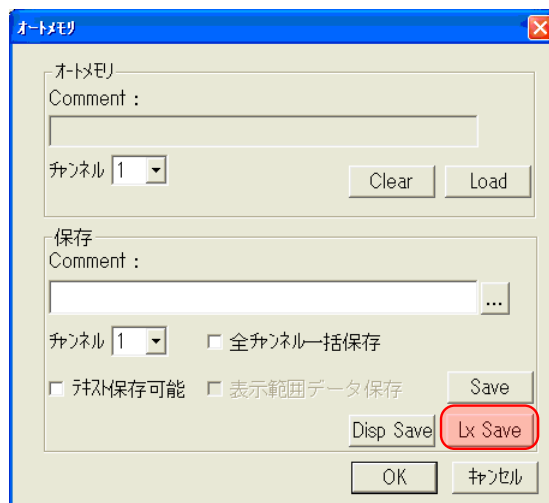 ｵｰﾄﾒﾓﾘ
ｵｰﾄﾒﾓﾘ
Comment :
ﾁｬﾝﾈﾙ 1
Clear Load
保存
Comment :
...
ﾁｬﾝﾈﾙ 1 全ﾁｬﾝﾈﾙ一括保存
ﾃｷｽﾄ保存可能 表示範囲データ保存 Save
Disp Save Lx Save
OK ｷｬﾝｾﾙ